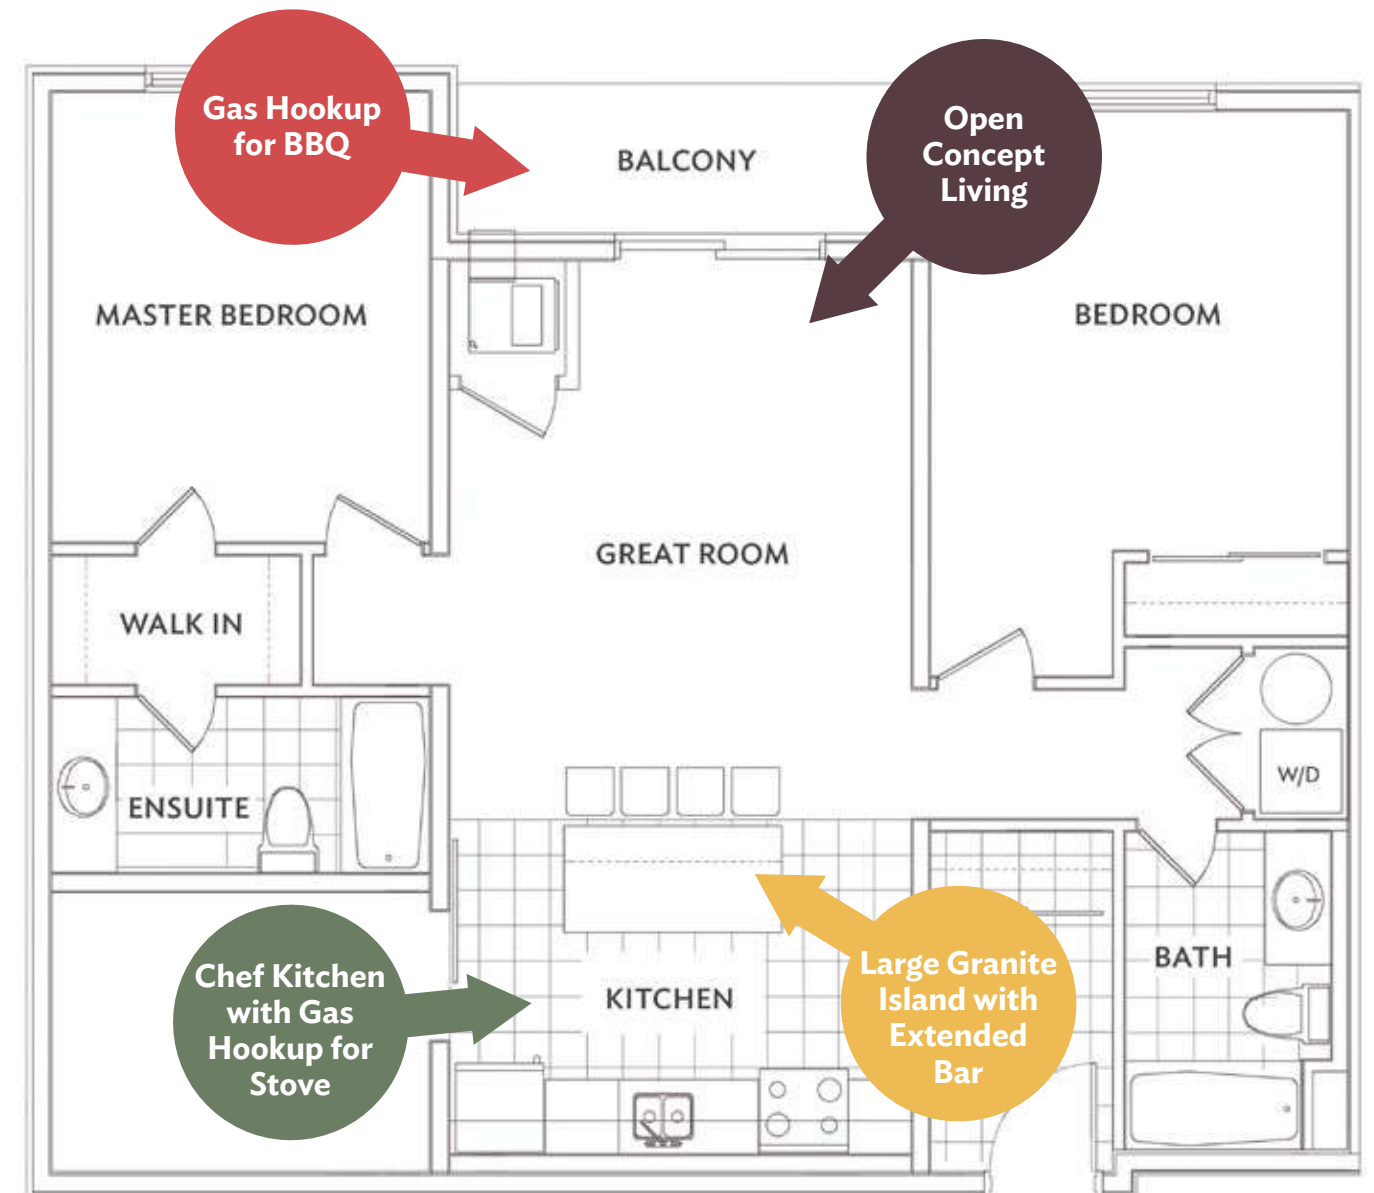 Gas Hookup
for BBQ
Open
Concept
Living
BALCONY
MASTER BEDROOM
BEDROOM
GREAT ROOM
WALK IN
W/D
ENSUITE
BATH
Chef Kitchen
with Gas
Hookup for
Stove
KITCHEN
Large Granite
Island with
Extended
Bar